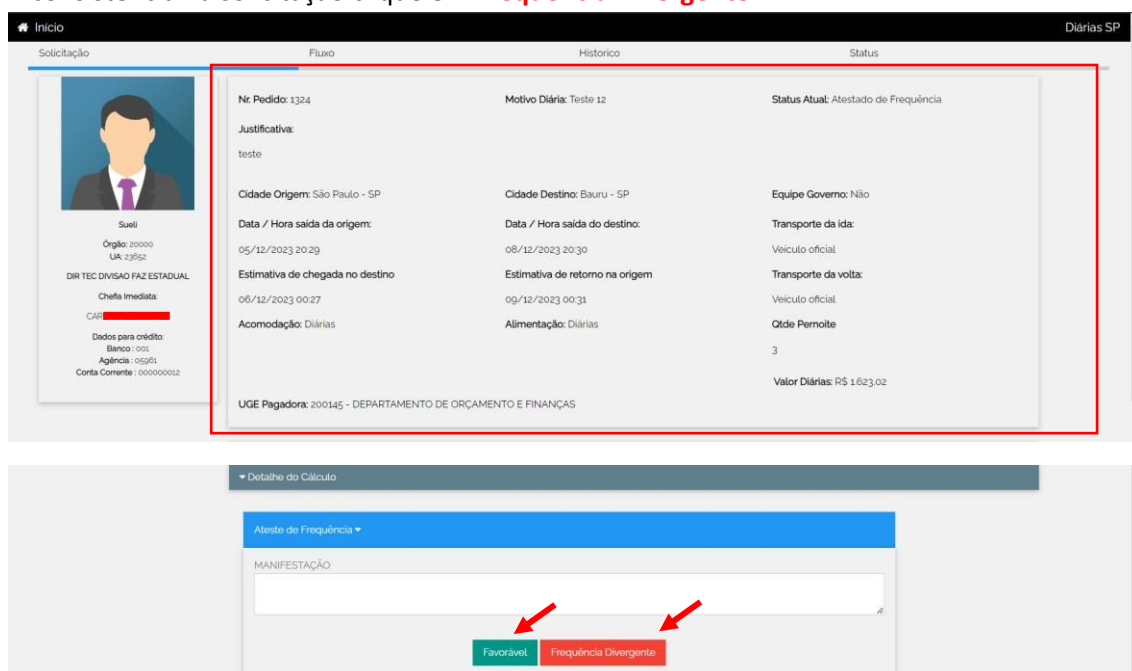 Início Diárias SP
Solicitação Fluxo Historico Status
Nr. Pedido: 1324 Motivo Diária: Teste 12 Status Atual: Atestado de Frequência
Justificativa:
teste
Cidade Origem: São Paulo - SP Cidade Destino: Bauru - SP Equipe Governo: Não
Sueli
Data / Hora saída da origem: Data / Hora saída do destino: Transporte da ida:
Órgão: 20000
05/12/2023 20:29 08/12/2023 20:30 Veiculo oficial
UA: 23652
DIR TEC DIVISAO FAZ ESTADUAL
Estimativa de chegada no destino Estimativa de retorno na origem Transporte da volta:
Chefia Imediata:
06/12/2023 00:27 09/12/2023 00:31 Veiculo oficial
CAR
Acomodação: Diárias Alimentação: Diárias Qtde Pernoite
Dados para crédito:
Banco : 001
3
Agência : 05961
Conta Corrente : 000000012
Valor Diárias: R$ 1.623,02
UGE Pagadora: 200145 - DEPARTAMENTO DE ORÇAMENTO E FINANÇAS
Detalhe do Cálculo
Ateste de Frequência
MANIFESTAÇÃO
Favorável Frequência Divergente